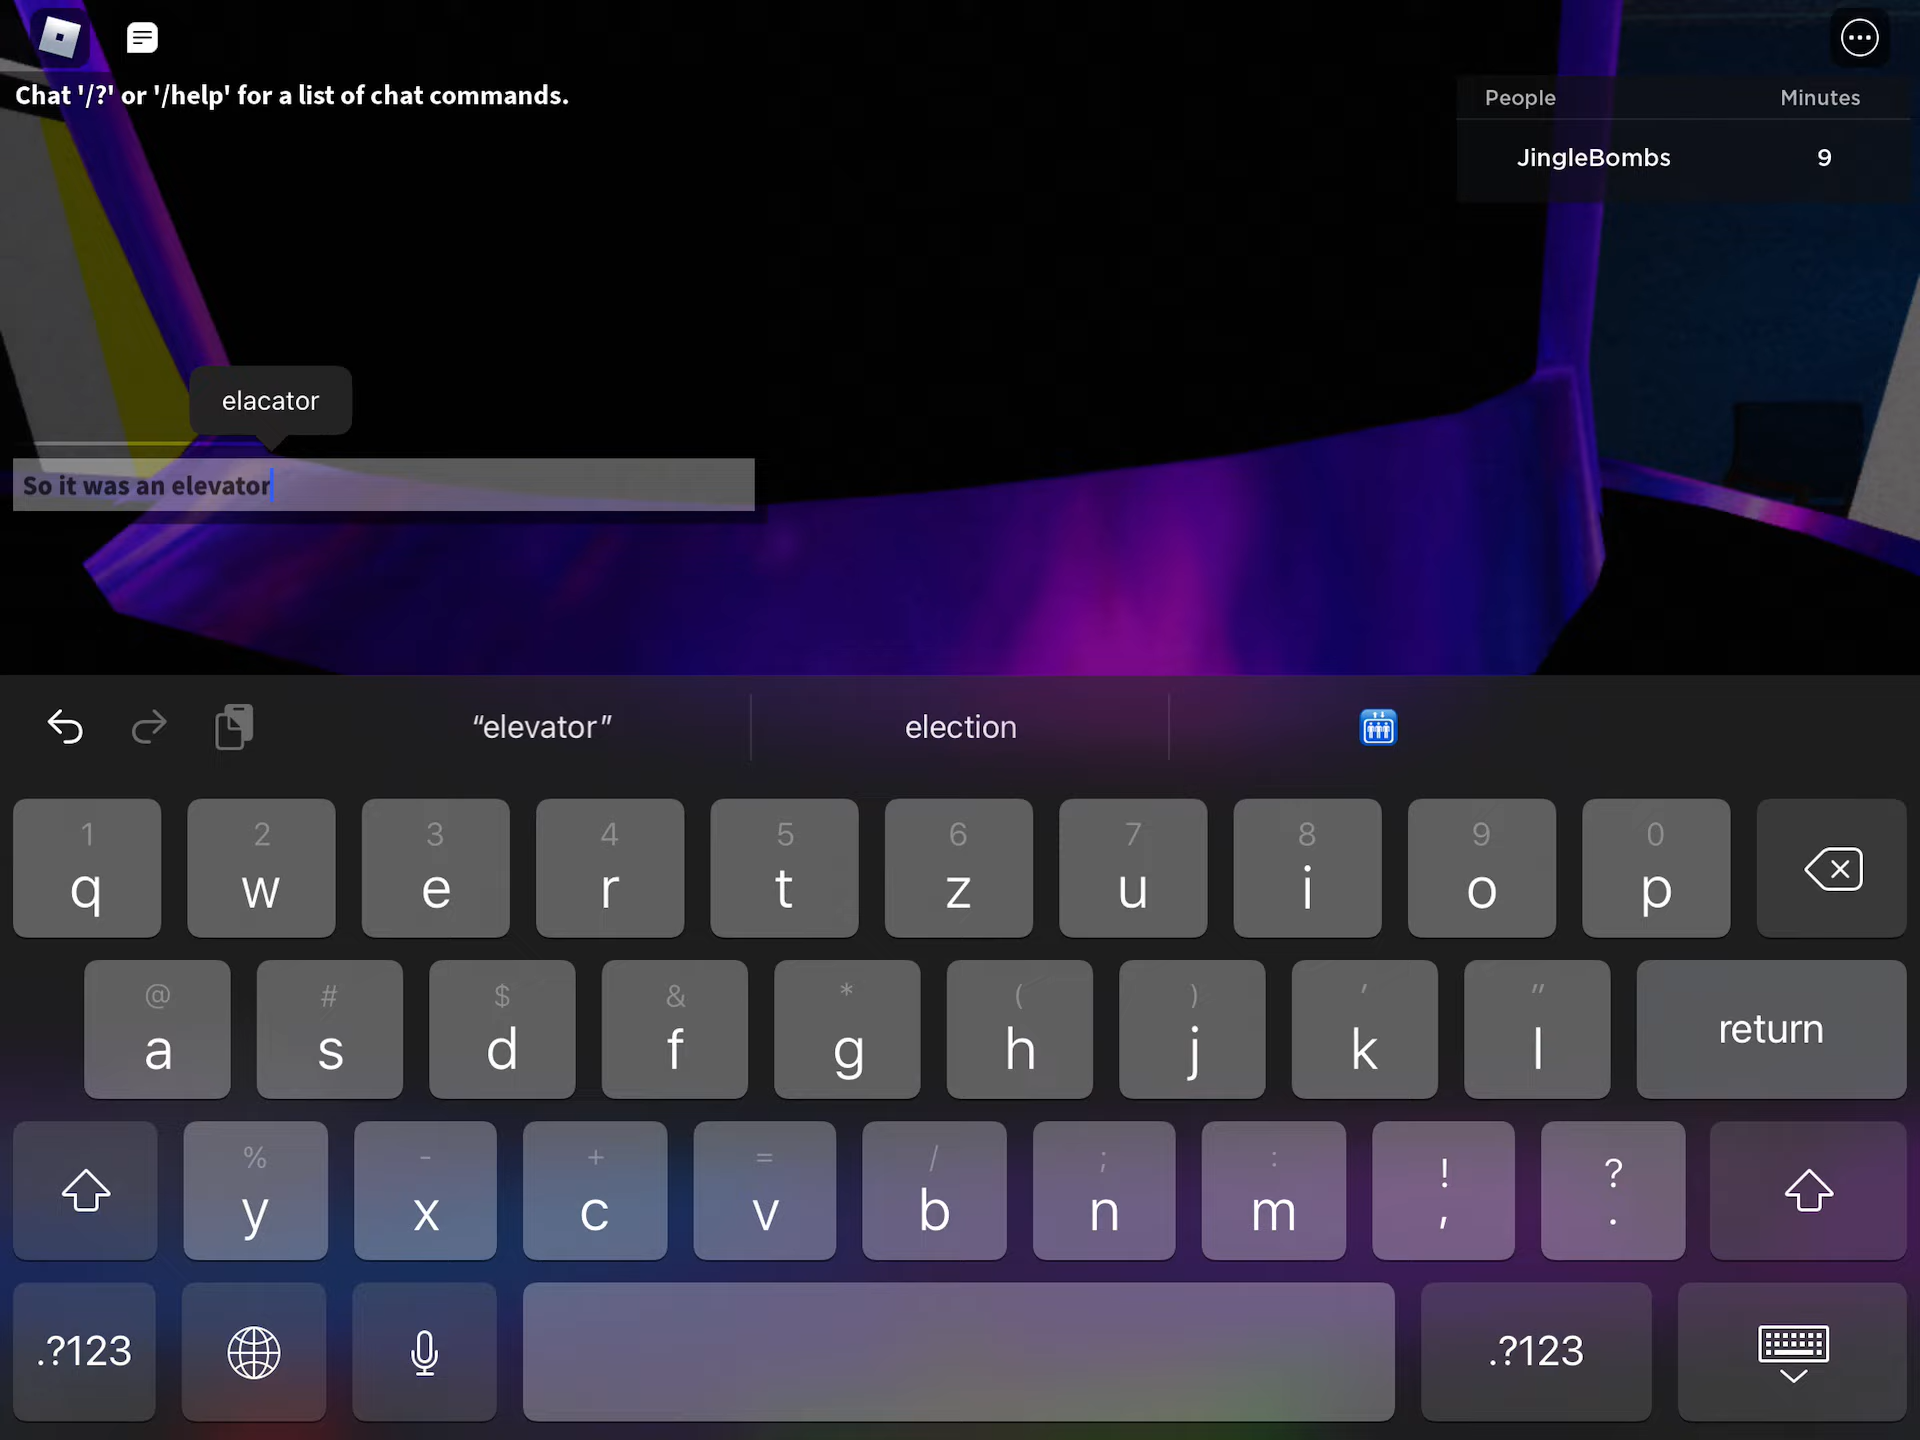 Chat '/?' or '/help' for a list of chat commands.
People Minutes
JingleBombs 9
elacator
So it was an elevator
“elevator” election
1 2 3 4 5 6 7 8 9 0
q w e r t z u i o p
@ # $ & * ( ) ′ ″
a s d f g h j k l return
% - + = / ; : ! ?
y x c v b n m , .
.?123 .?123